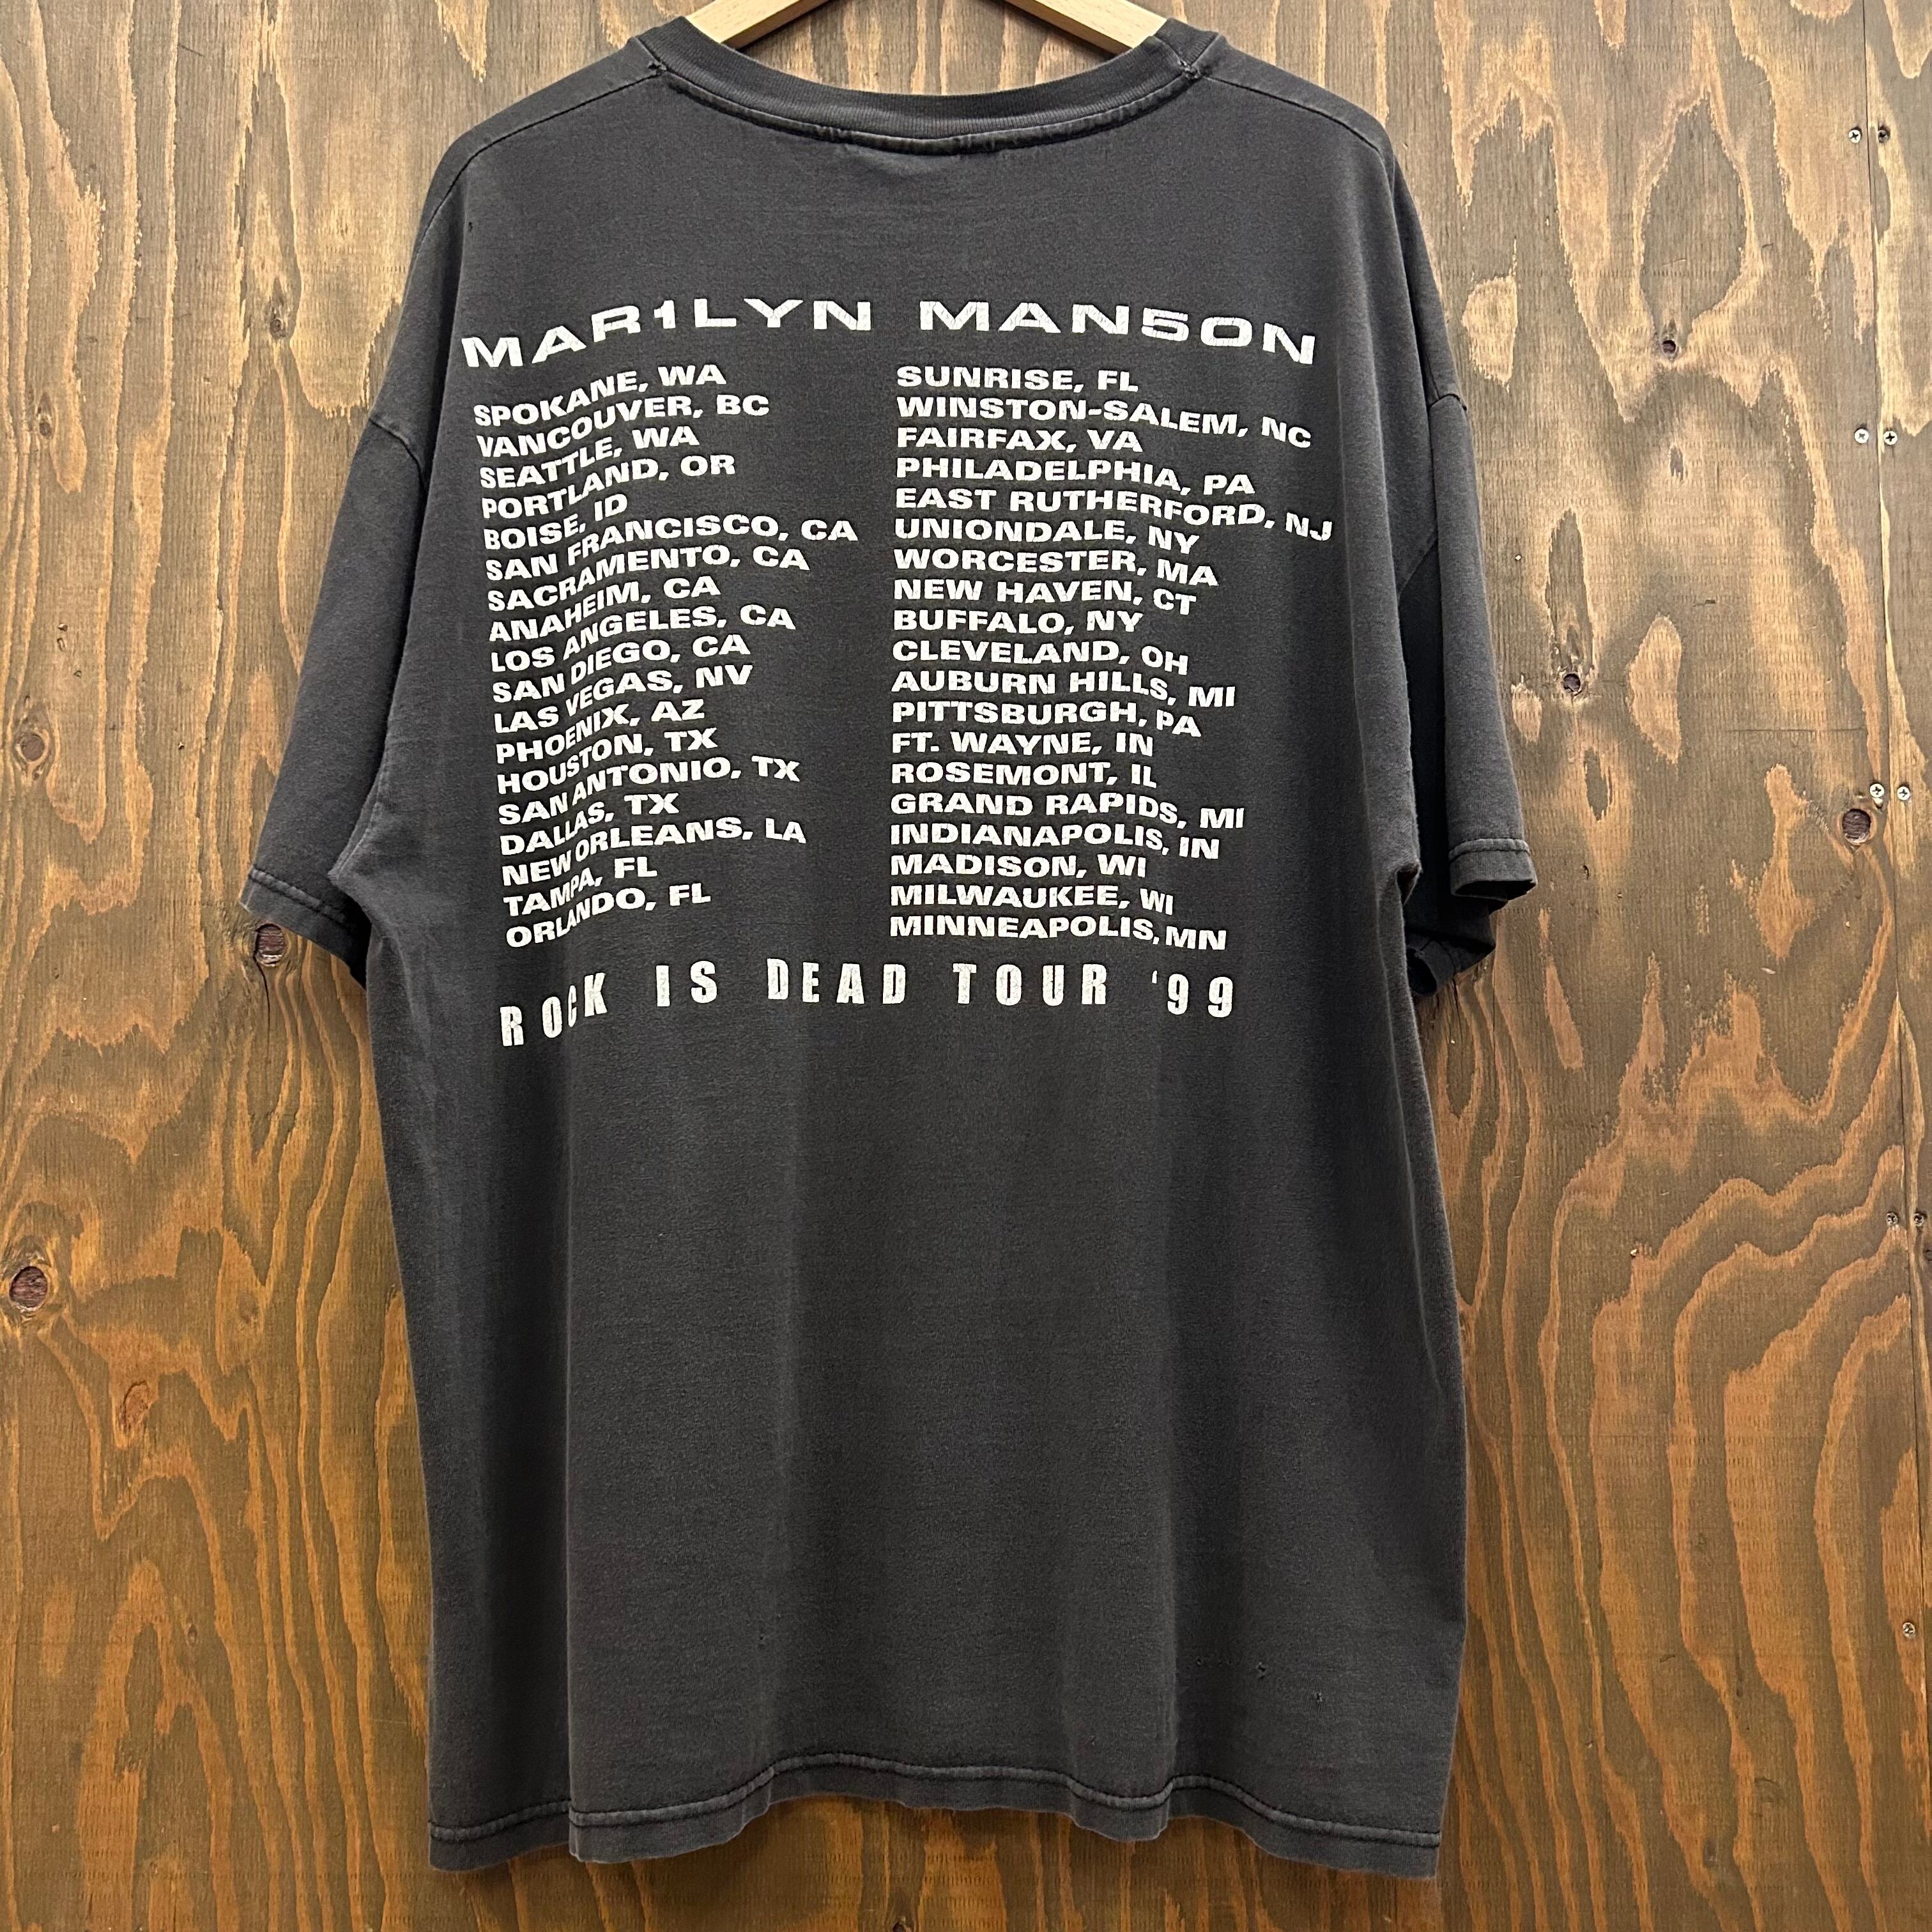 MAR1LYN MAN5ON
SPOKANE, WA
VANCOUVER, BC
SEATTLE, WA
PORTLAND, OR
BOISE, ID
SAN FRANCISCO, CA
SACRAMENTO, CA
ANAHEIM, CA
LOS ANGELES, CA
SAN DIEGO, CA
LAS VEGAS, NV
PHOENIX, AZ
HOUSTON, TX
SAN ANTONIO, TX
DALLAS, TX
NEW ORLEANS, LA
TAMPA, FL
ORLANDO, FL
SUNRISE, FL
WINSTON-SALEM, NC
FAIRFAX, VA
PHILADELPHIA, PA
EAST RUTHERFORD, NJ
UNIONDALE, NY
WORCESTER, MA
NEW HAVEN, CT
BUFFALO, NY
CLEVELAND, OH
AUBURN HILLS, MI
PITTSBURGH, PA
FT. WAYNE, IN
ROSEMONT, IL
GRAND RAPIDS, MI
INDIANAPOLIS, IN
MADISON, WI
MILWAUKEE, WI
MINNEAPOLIS, MN
ROCK IS DEAD TOUR '99